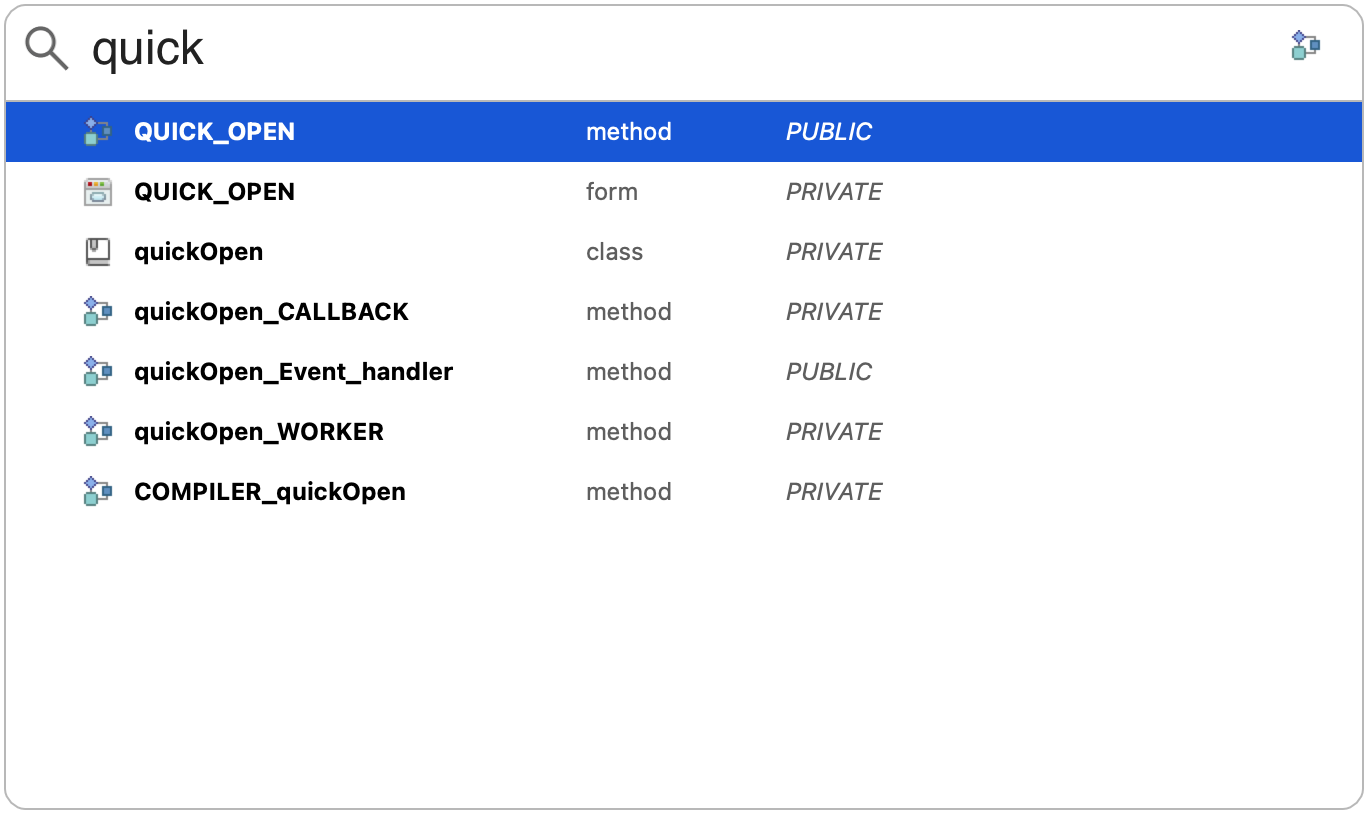 quick
QUICK_OPEN method PUBLIC
QUICK_OPEN form PRIVATE
quickOpen class PRIVATE
quickOpen_CALLBACK method PRIVATE
quickOpen_Event_handler method PUBLIC
quickOpen_WORKER method PRIVATE
COMPILER_quickOpen method PRIVATE